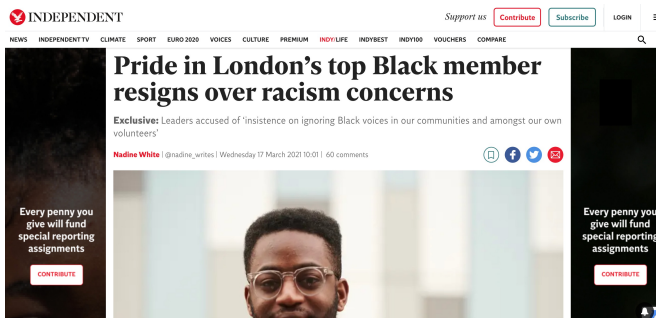 INDEPENDENT
Support us
Contribute
Subscribe
LOGIN
NEWS INDEPENDENT TV CLIMATE SPORT EURO 2020 VOICES CULTURE PREMIUM INDY/LIFE INDYBEST INDY100 VOUCHERS COMPARE
Pride in London’s top Black member
resigns over racism concerns
Exclusive: Leaders accused of ‘insistence on ignoring Black voices in our communities and amongst our own
volunteers’
Nadine White | @nadine_writes | Wednesday 17 March 2021 10:01 | 60 comments
Every penny you
give will fund
special reporting
assignments
CONTRIBUTE
Every penny you
give will fund
special reporting
assignments
CONTRIBUTE